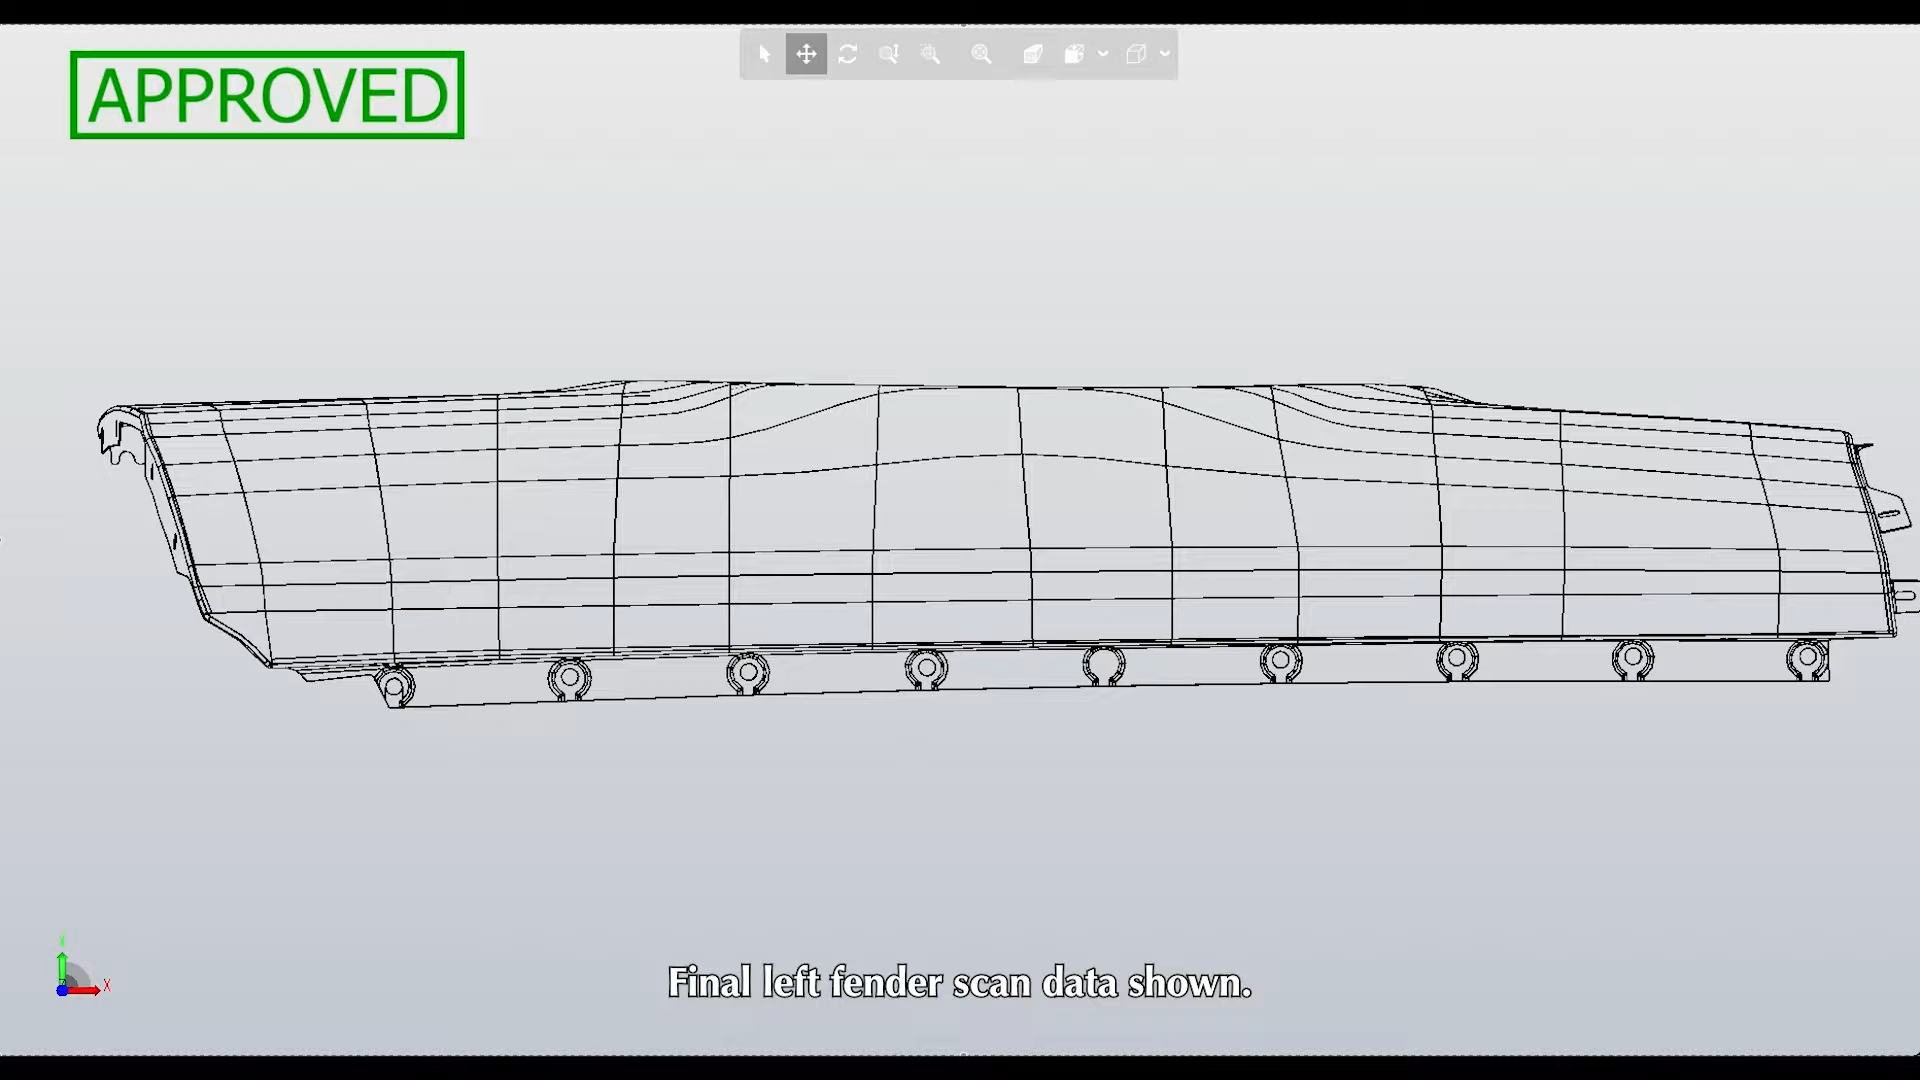 APPROVED
Y
X
Final left fender scan data shown.